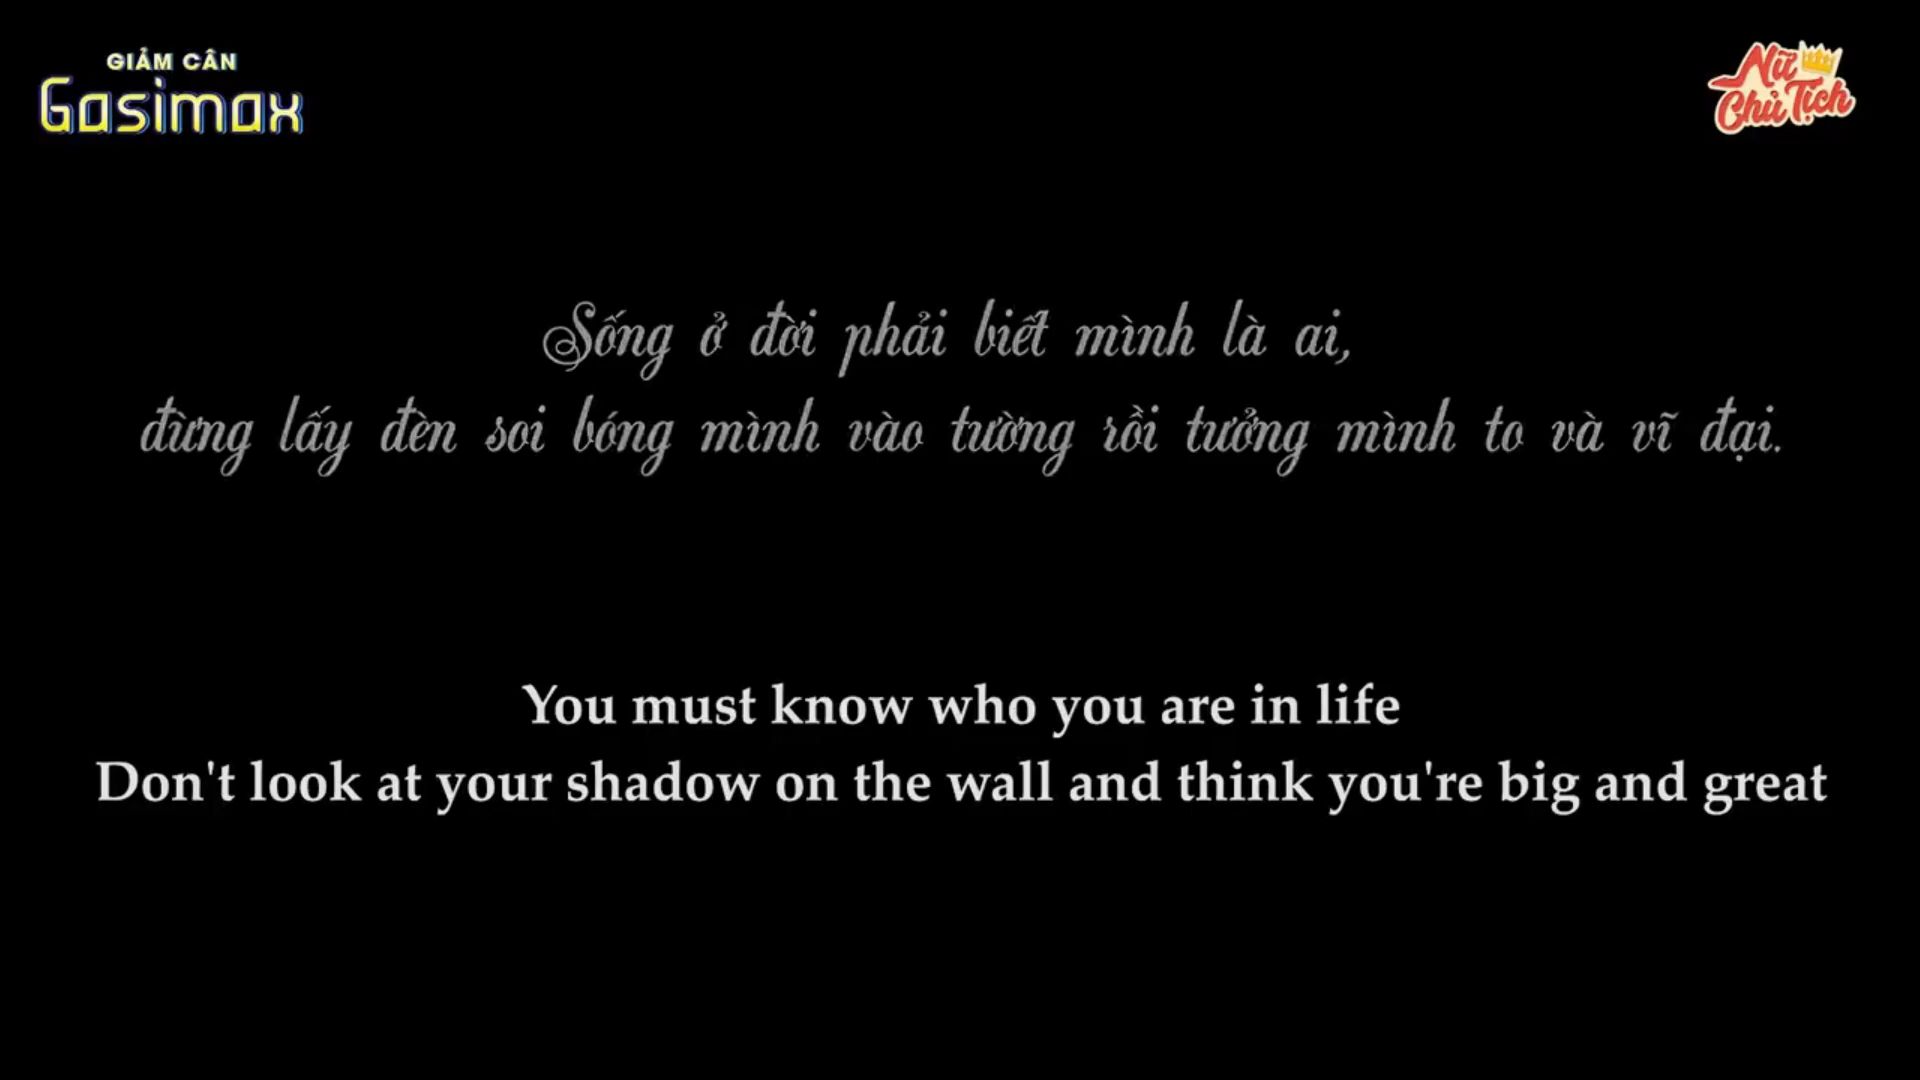 GIẢM CÂN
Gasimax
Nữ
Chủ Tịch
Sống ở đời phải biết mình là ai,
đừng lấy đèn soi bóng mình vào tường rồi tưởng mình to và vĩ đại.
You must know who you are in life
Don't look at your shadow on the wall and think you're big and great